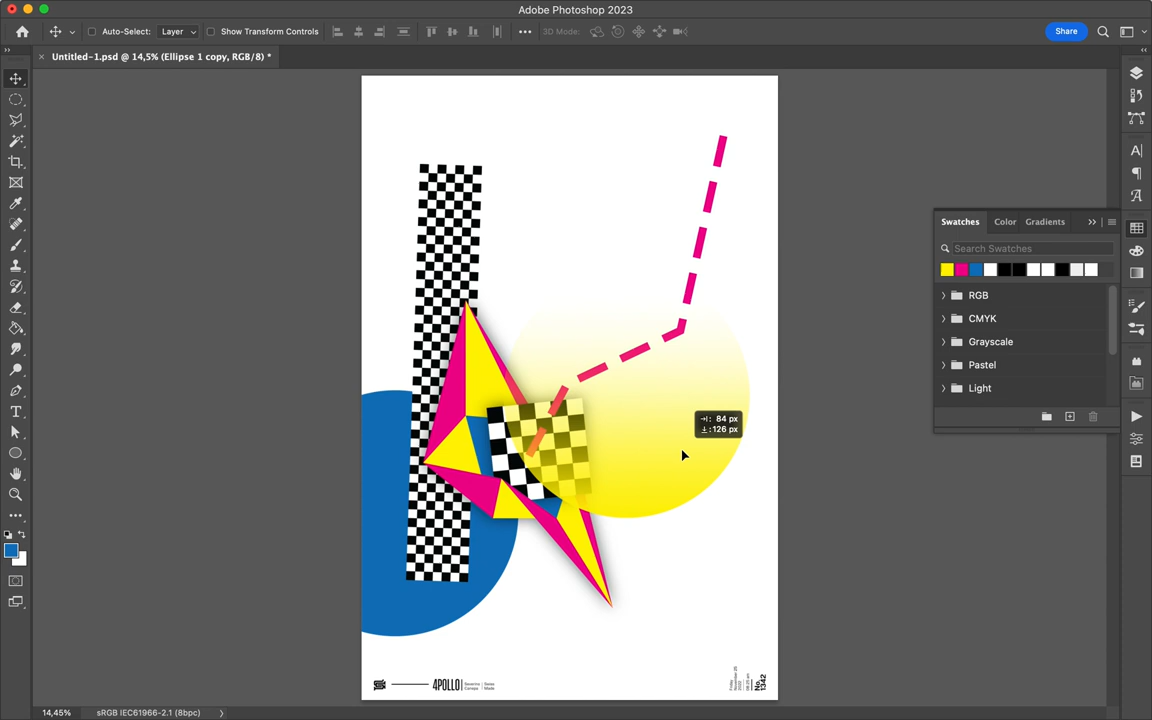 Adobe Photoshop 2023
Auto-Select:
Layer
Show Transform Controls
3D Mode:
Share
Untitled-1.psd @ 14,5% (Ellipse 1 copy, RGB/8) *
Swatches
Color
Gradients
Search Swatches
RGB
CMYK
Grayscale
Pastel
Light
84 px
126 px
4POLLO
No.
1342
14,45%
sRGB IEC61966-2.1 (8bpc)